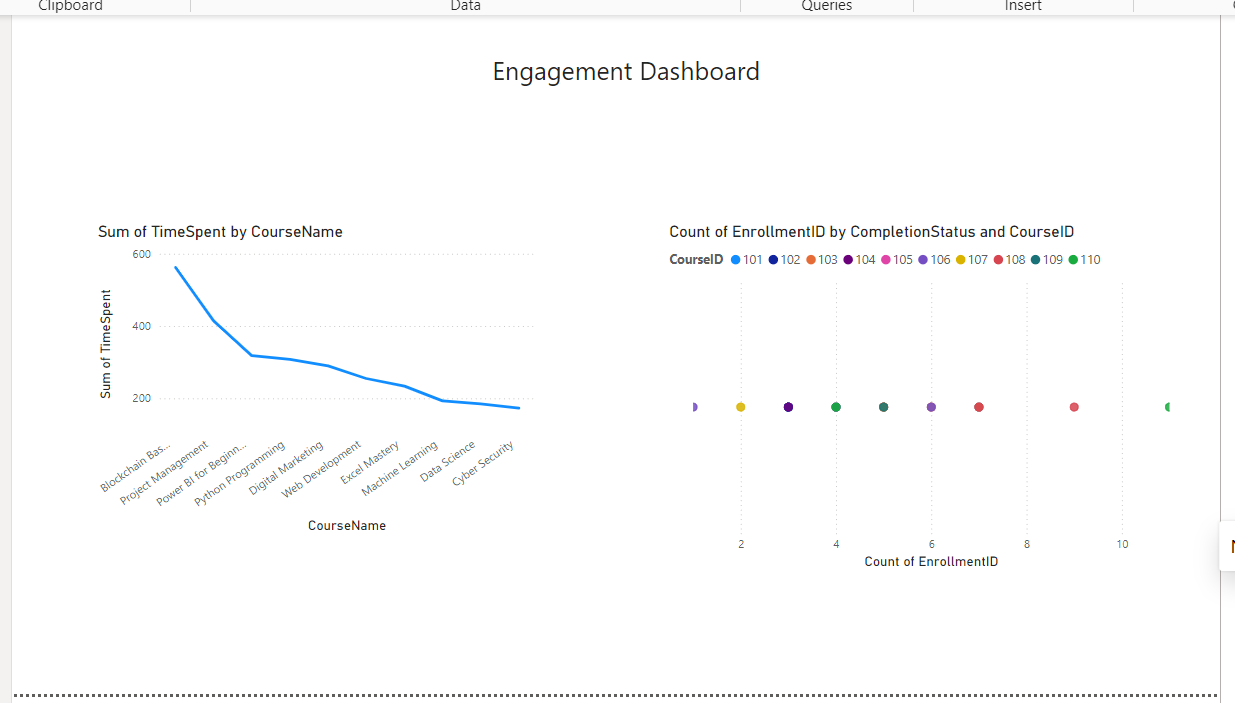 Clipboard Data Queries Insert
Engagement Dashboard
Sum of TimeSpent by CourseName
600
400
200
Sum of TimeSpent
Blockchain Bas...
Project Management
Power BI for Beginn...
Python Programming
Digital Marketing
Web Development
Excel Mastery
Machine Learning
Data Science
Cyber Security
CourseName
Count of EnrollmentID by CompletionStatus and CourseID
CourseID 101 102 103 104 105 106 107 108 109 110
2 4 6 8 10
Count of EnrollmentID